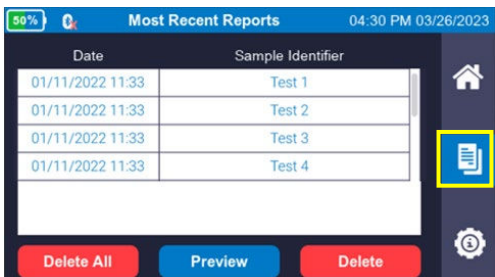 50% Most Recent Reports 04:30 PM 03/26/2023
Date Sample Identifier
01/11/2022 11:33 Test 1
01/11/2022 11:33 Test 2
01/11/2022 11:33 Test 3
01/11/2022 11:33 Test 4
Delete All Preview Delete